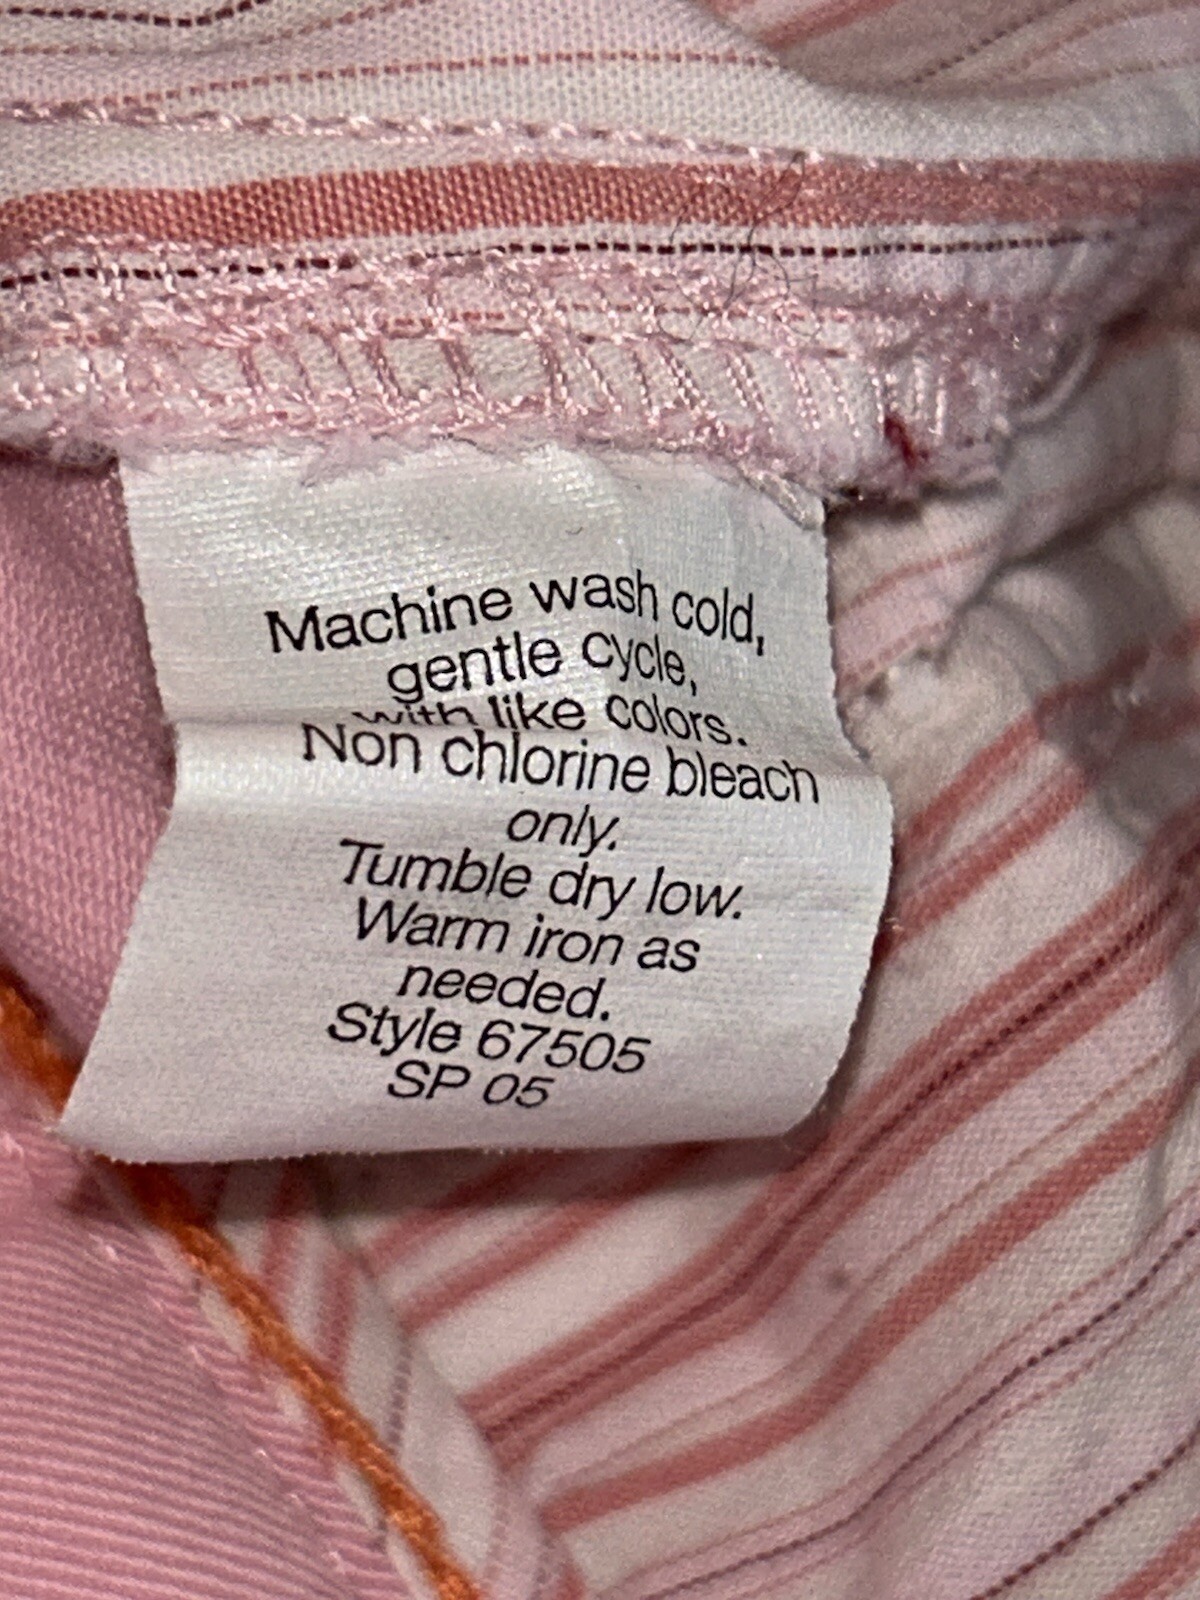 Machine wash cold,
gentle cycle,
with like colors.
Non chlorine bleach
only.
Tumble dry low.
Warm iron as
needed.
Style 67505
SP 05